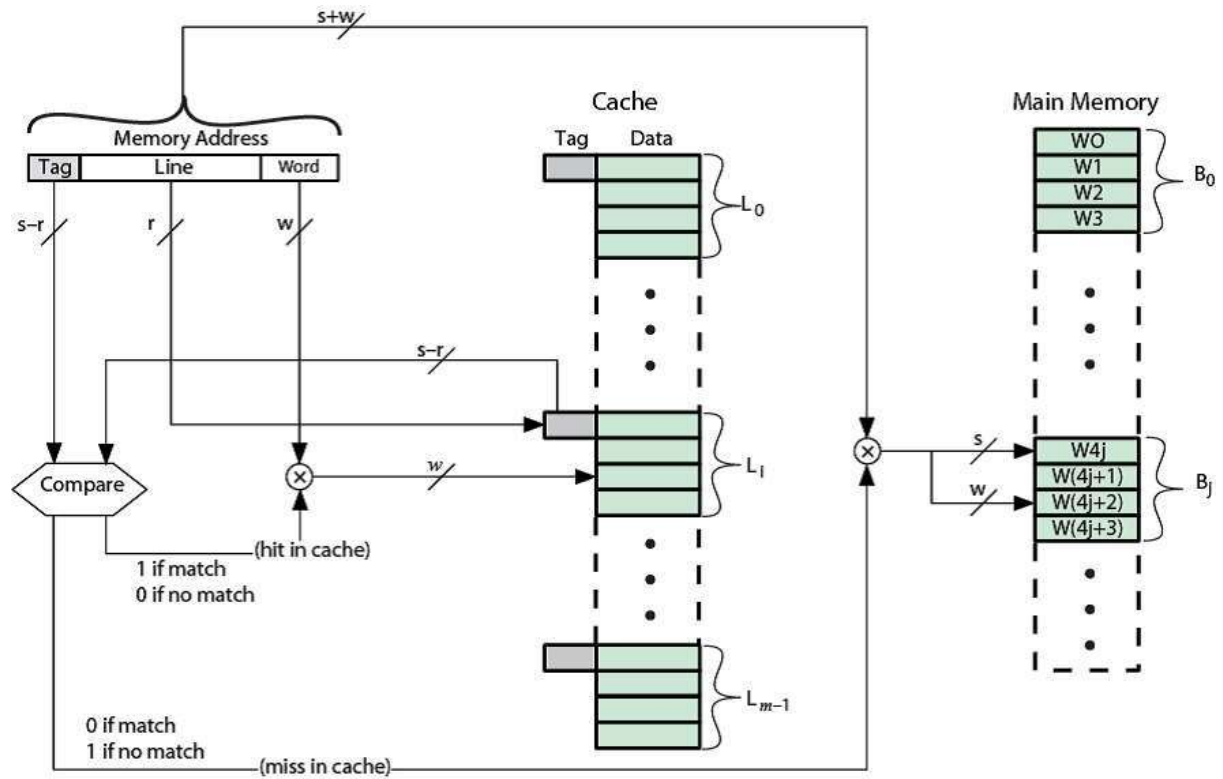 s+w
Cache
Main Memory
Memory Address
Tag Data
Tag Line Word
W0
W1
W2
W3
B0
L0
s–r
r
w
s–r
Li
Compare
w
s
w
W4j
W(4j+1)
W(4j+2)
W(4j+3)
Bj
(hit in cache)
1 if match
0 if no match
Lm–1
0 if match
1 if no match
(miss in cache)